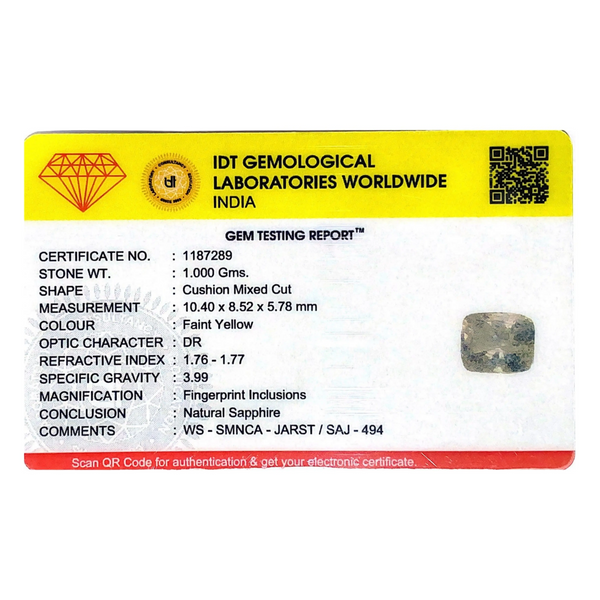 IDT GEMOLOGICAL
LABORATORIES WORLDWIDE
INDIA
GEM TESTING REPORT™
CERTIFICATE NO. : 1187289
STONE WT. : 1.000 Gms.
SHAPE : Cushion Mixed Cut
MEASUREMENT : 10.40 x 8.52 x 5.78 mm
COLOUR : Faint Yellow
OPTIC CHARACTER : DR
REFRACTIVE INDEX : 1.76 - 1.77
SPECIFIC GRAVITY : 3.99
MAGNIFICATION : Fingerprint Inclusions
CONCLUSION : Natural Sapphire
COMMENTS : WS - SMNCA - JARST / SAJ - 494
Scan QR Code for authentication & get your electronic certificate.